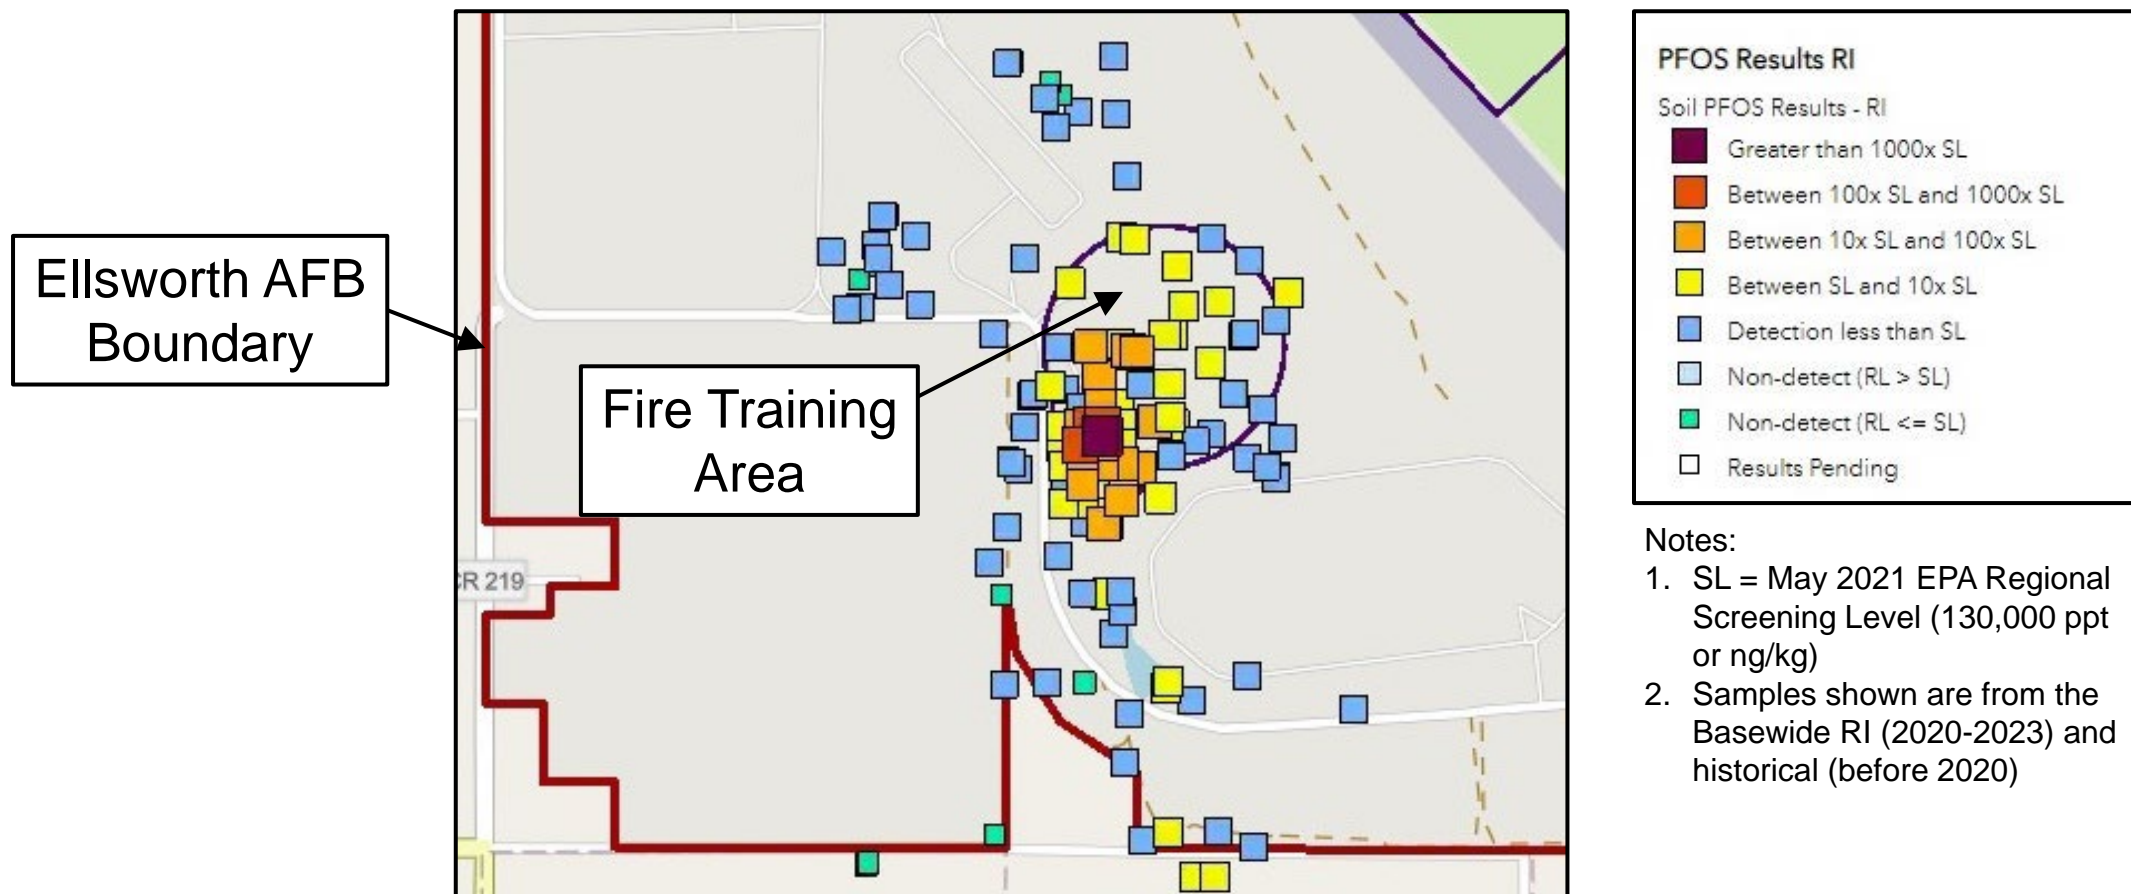 Ellsworth AFB
Boundary
Fire Training
Area
CR 219
PFOS Results RI
Soil PFOS Results - RI
Greater than 1000x SL
Between 100x SL and 1000x SL
Between 10x SL and 100x SL
Between SL and 10x SL
Detection less than SL
Non-detect (RL > SL)
Non-detect (RL <= SL)
Results Pending
Notes:
1. SL = May 2021 EPA Regional
Screening Level (130,000 ppt
or ng/kg)
2. Samples shown are from the
Basewide RI (2020-2023) and
historical (before 2020)